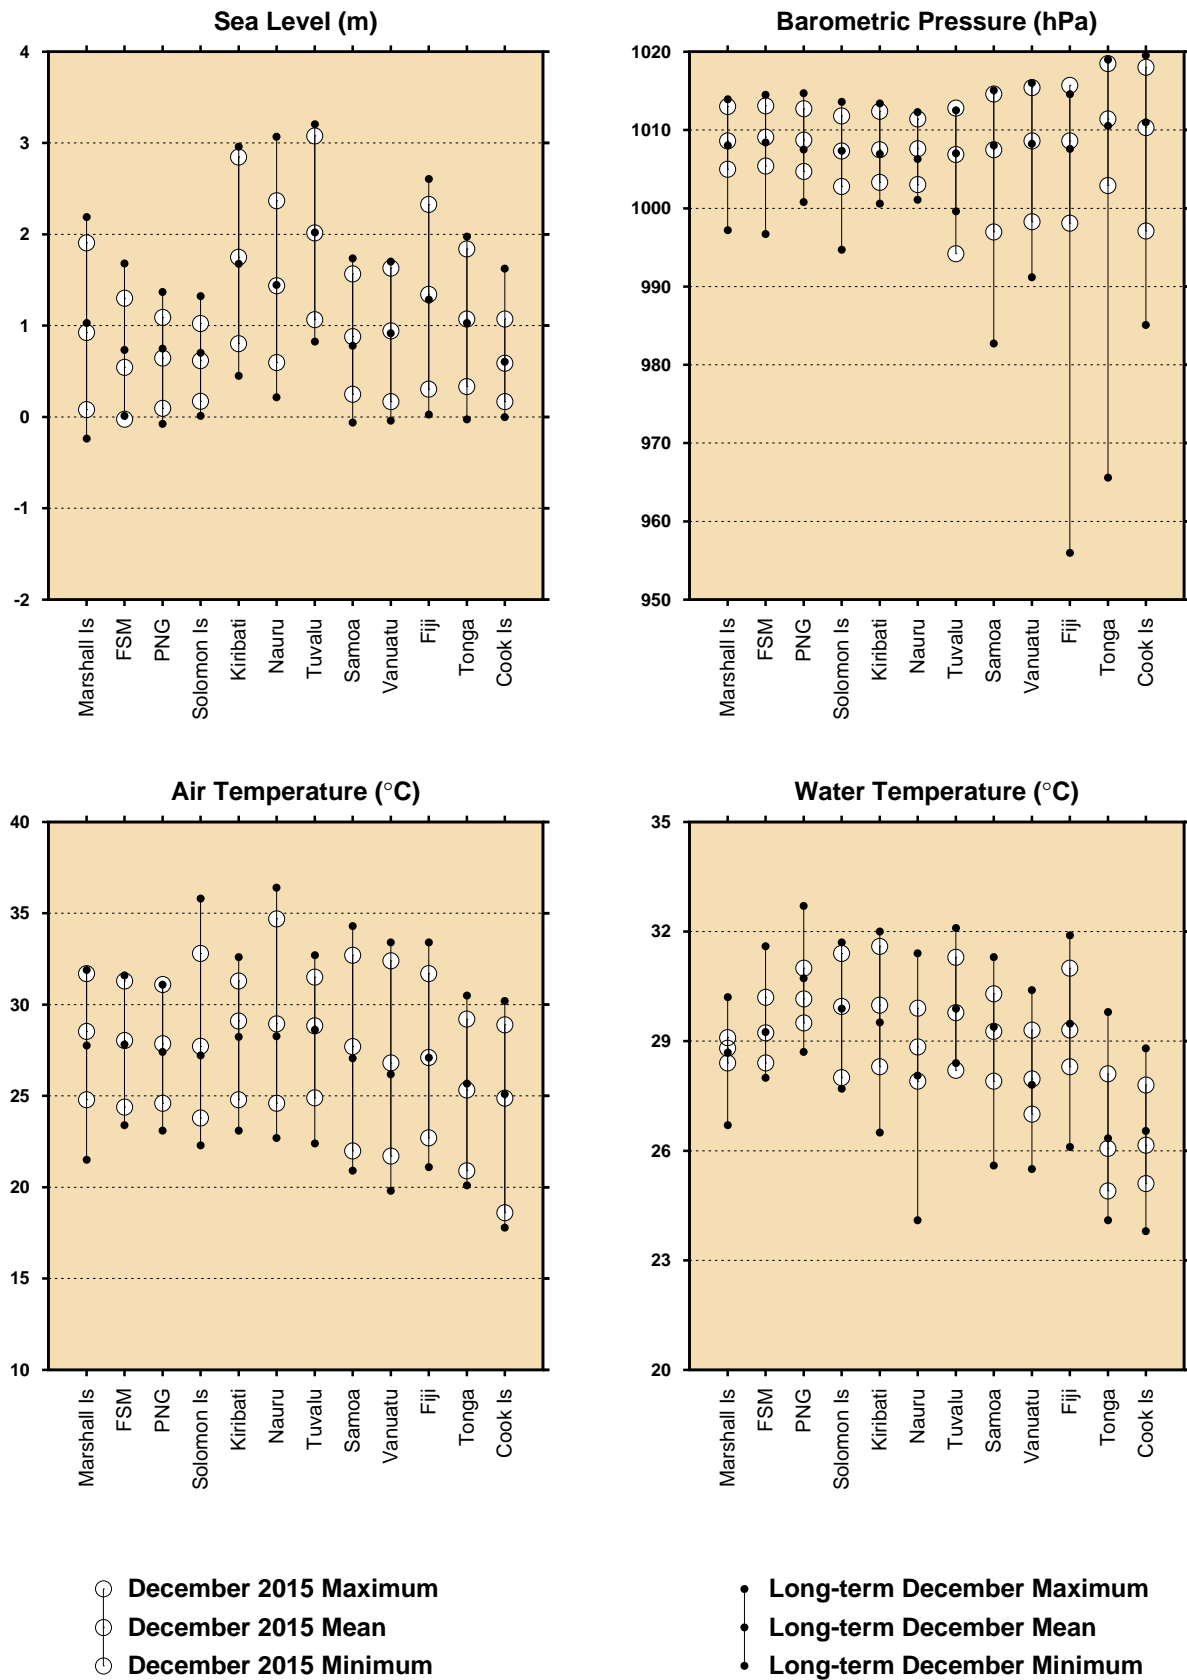 Sea Level (m)
4
3
2
1
0
-1
-2
Marshall Is
FSM
PNG
Solomon Is
Kiribati
Nauru
Tuvalu
Samoa
Vanuatu
Fiji
Tonga
Cook Is
Barometric Pressure (hPa)
1020
1010
1000
990
980
970
960
950
Marshall Is
FSM
PNG
Solomon Is
Kiribati
Nauru
Tuvalu
Samoa
Vanuatu
Fiji
Tonga
Cook Is
Air Temperature (°C)
40
35
30
25
20
15
10
Marshall Is
FSM
PNG
Solomon Is
Kiribati
Nauru
Tuvalu
Samoa
Vanuatu
Fiji
Tonga
Cook Is
Water Temperature (°C)
35
32
29
26
23
20
Marshall Is
FSM
PNG
Solomon Is
Kiribati
Nauru
Tuvalu
Samoa
Vanuatu
Fiji
Tonga
Cook Is
December 2015 Maximum
December 2015 Mean
December 2015 Minimum
Long-term December Maximum
Long-term December Mean
Long-term December Minimum